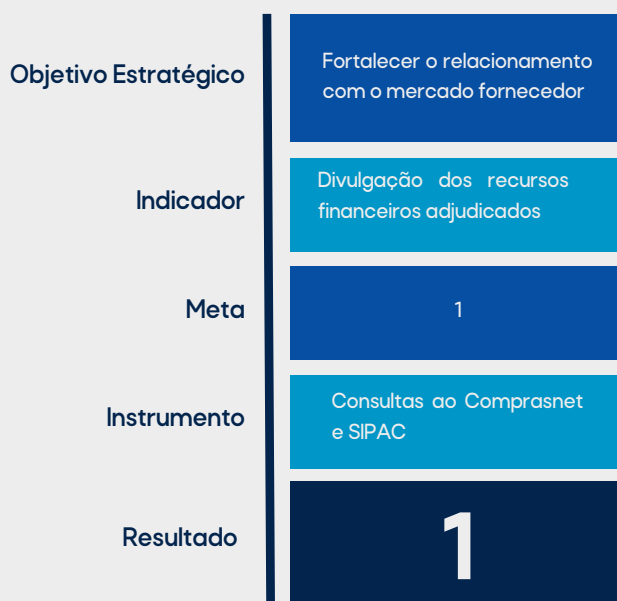 Objetivo Estratégico
Fortalecer o relacionamento
com o mercado fornecedor
Indicador
Divulgação dos recursos
financeiros adjudicados
Meta
1
Instrumento
Consultas ao Comprasnet
e SIPAC
Resultado
1